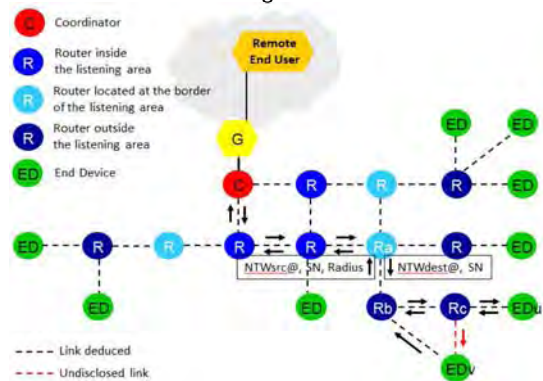 C
Coordinator
R
Router inside
the listening area
R
Router located at the border
of the listening area
R
Router outside
the listening area
ED
End Device
Remote
End User
G
C
R
R
R
ED
ED
ED
ED
R
R
R
R
Ra
R
ED
NTWsrc@, SN, Radius
NTWdest@, SN
ED
ED
Rb
Rc
EDu
EDv
Link deduced
Undisclosed link